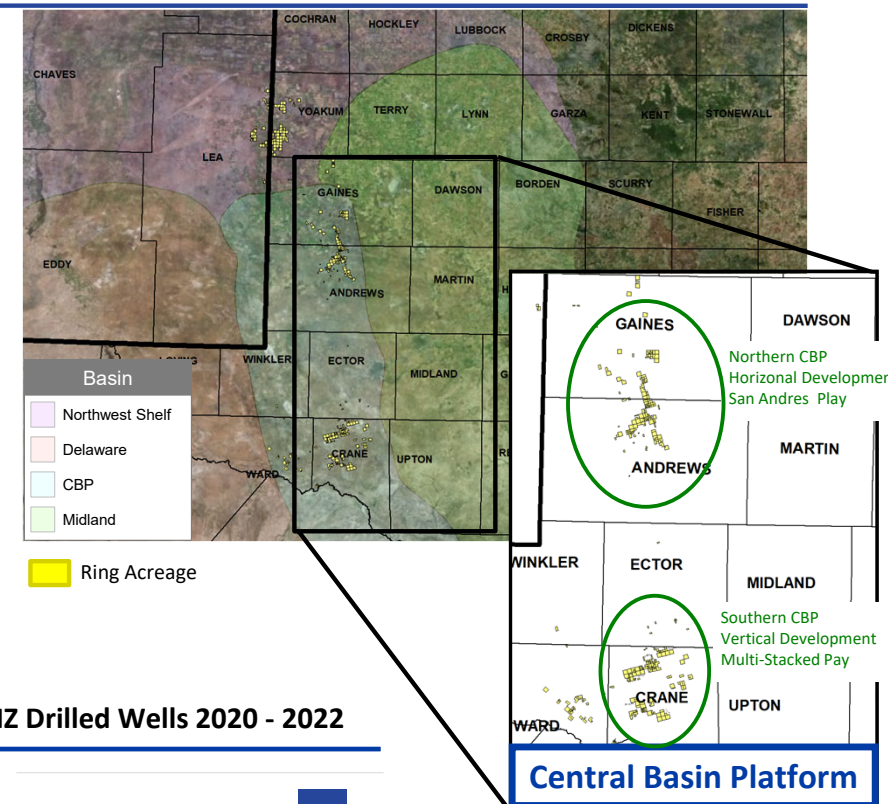 COCHRAN
HOCKLEY
LUBBOCK
CROSBY
DICKENS
CHAVES
YOAKUM
TERRY
LYNN
GARZA
KENT
STONEWALL
LEA
GAINES
DAWSON
BORDEN
SCURRY
FISHER
EDDY
ANDREWS
MARTIN
WINKLER
ECTOR
MIDLAND
CRANE
UPTON
WARD
Basin
Northwest Shelf
Delaware
CBP
Midland
Ring Acreage
GAINES
DAWSON
Northern CBP
Horizonal Developmen
San Andres Play
MARTIN
ANDREWS
WINKLER
ECTOR
MIDLAND
Southern CBP
Vertical Development
Multi-Stacked Pay
CRANE
UPTON
WARD
Central Basin Platform
IZ Drilled Wells 2020 - 2022